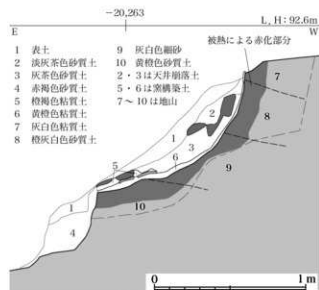 −20,263
E
W
L, H: 92.6m
被熱による赤化部分
1 表土
2 淡灰茶色砂質土
3 灰茶色砂質土
4 赤褐色砂質土
5 橙褐色粘質土
6 黄橙色粘質土
7 灰白色粘質土
8 橙灰白色砂質土
9 灰白色細砂
10 黄橙色砂質土
2・3は天井崩落土
5・6は窯構築土
7〜10は地山
1
2
3
7
8
5
6
9
10
1
4
0
1 m